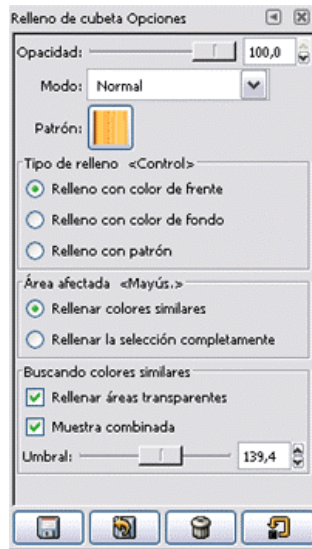 Relleno de cubeta Opciones
Opacidad: 100,0
Modo: Normal
Patrón:
Tipo de relleno <Control>
Relleno con color de frente
Relleno con color de fondo
Relleno con patrón
Área afectada <Mayús.>
Rellenar colores similares
Rellenar la selección completamente
Buscando colores similares
Rellenar áreas transparentes
Muestra combinada
Umbral: 139,4